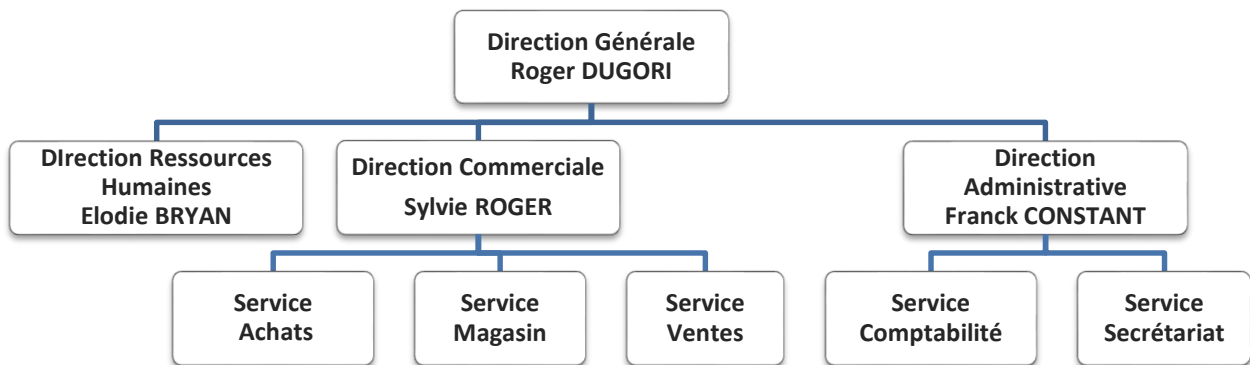 Direction Générale
Roger DUGORI
DIrection Ressources
Humaines
Elodie BRYAN
Direction Commerciale
Sylvie ROGER
Direction
Administrative
Franck CONSTANT
Service
Achats
Service
Magasin
Service
Ventes
Service
Comptabilité
Service
Secrétariat